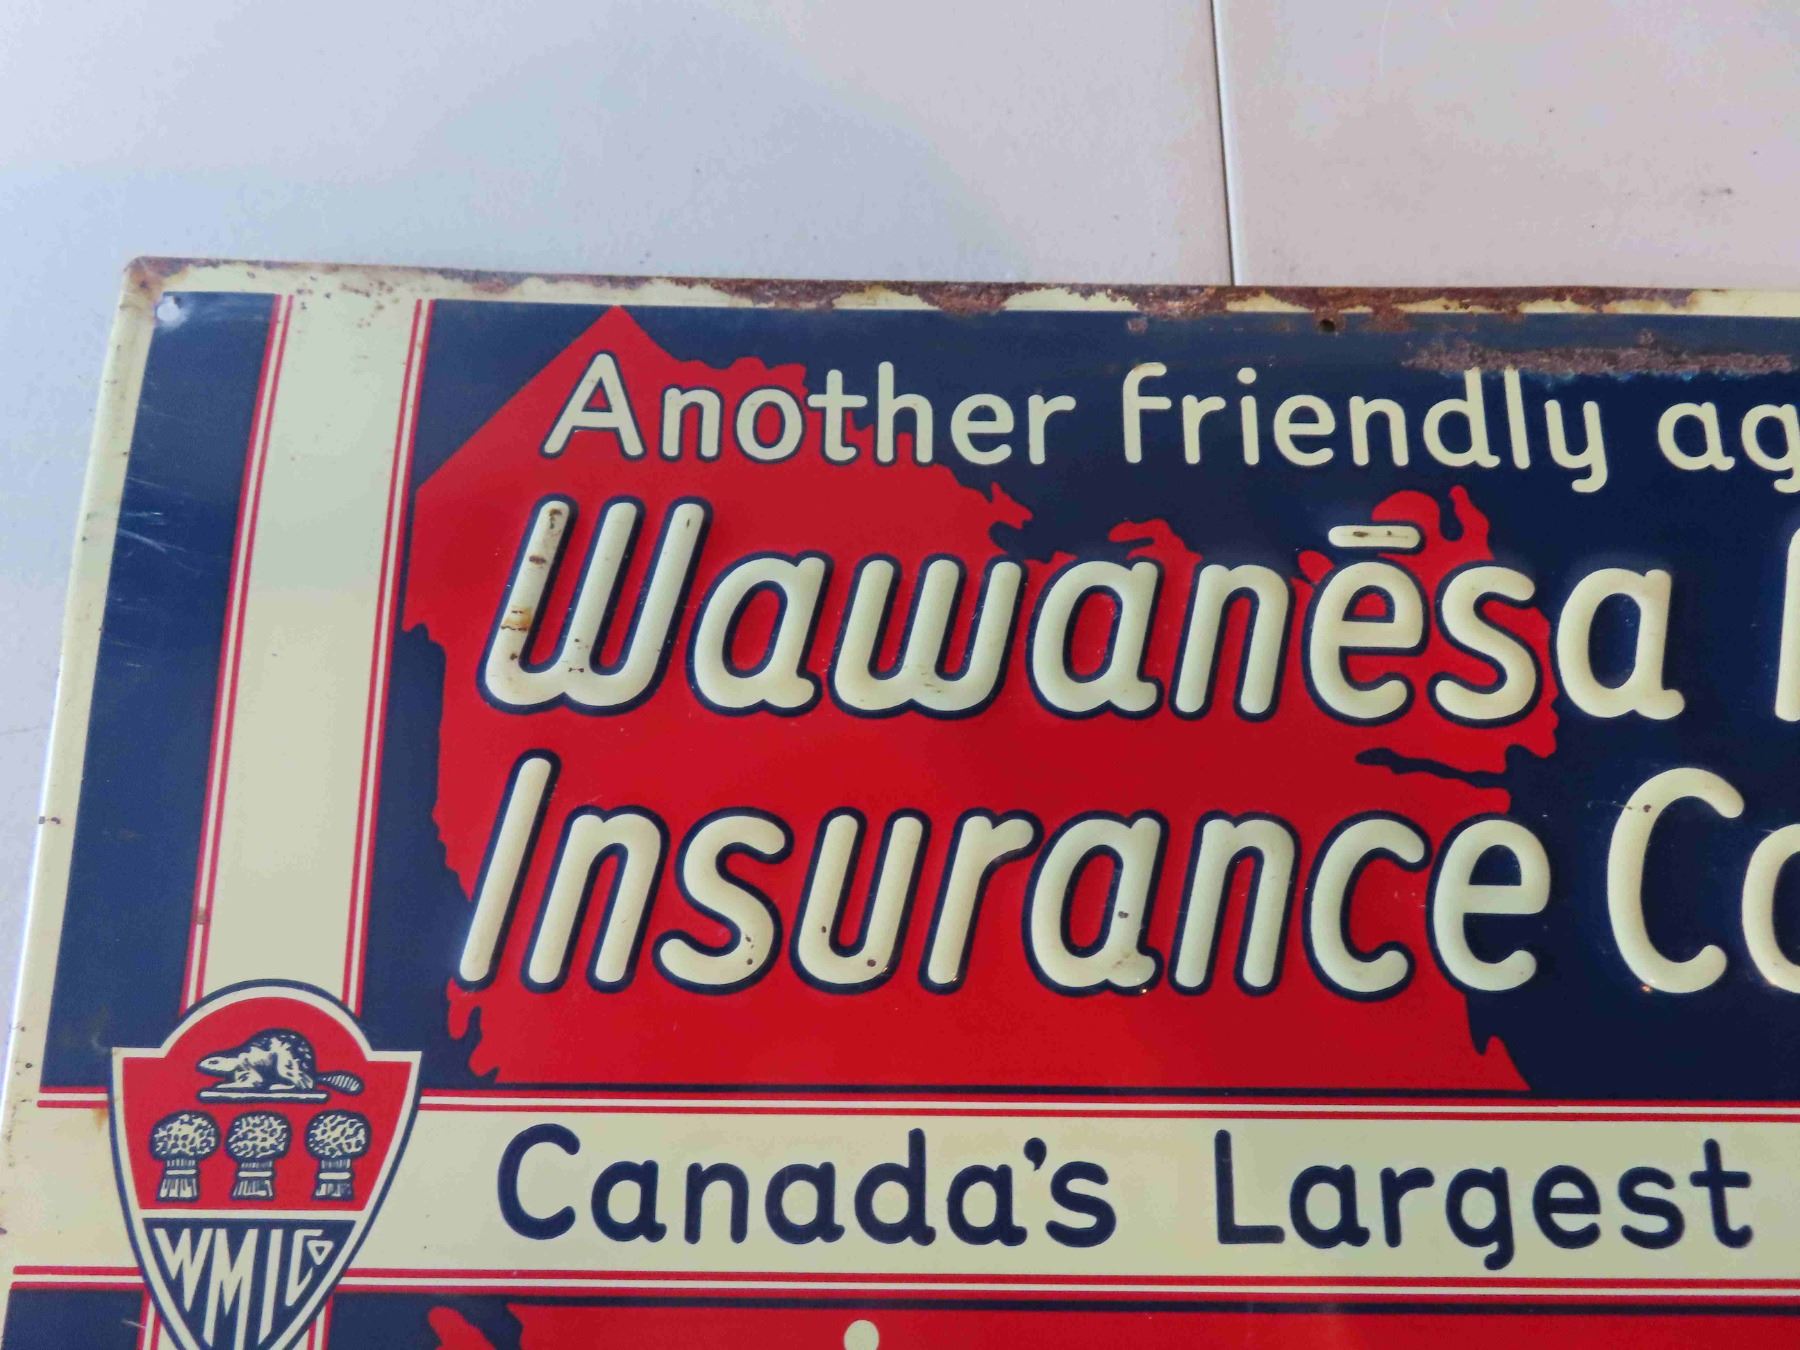 Another friendly ag
Wawanēsa
Insurance Co
Canada's Largest
WMICo